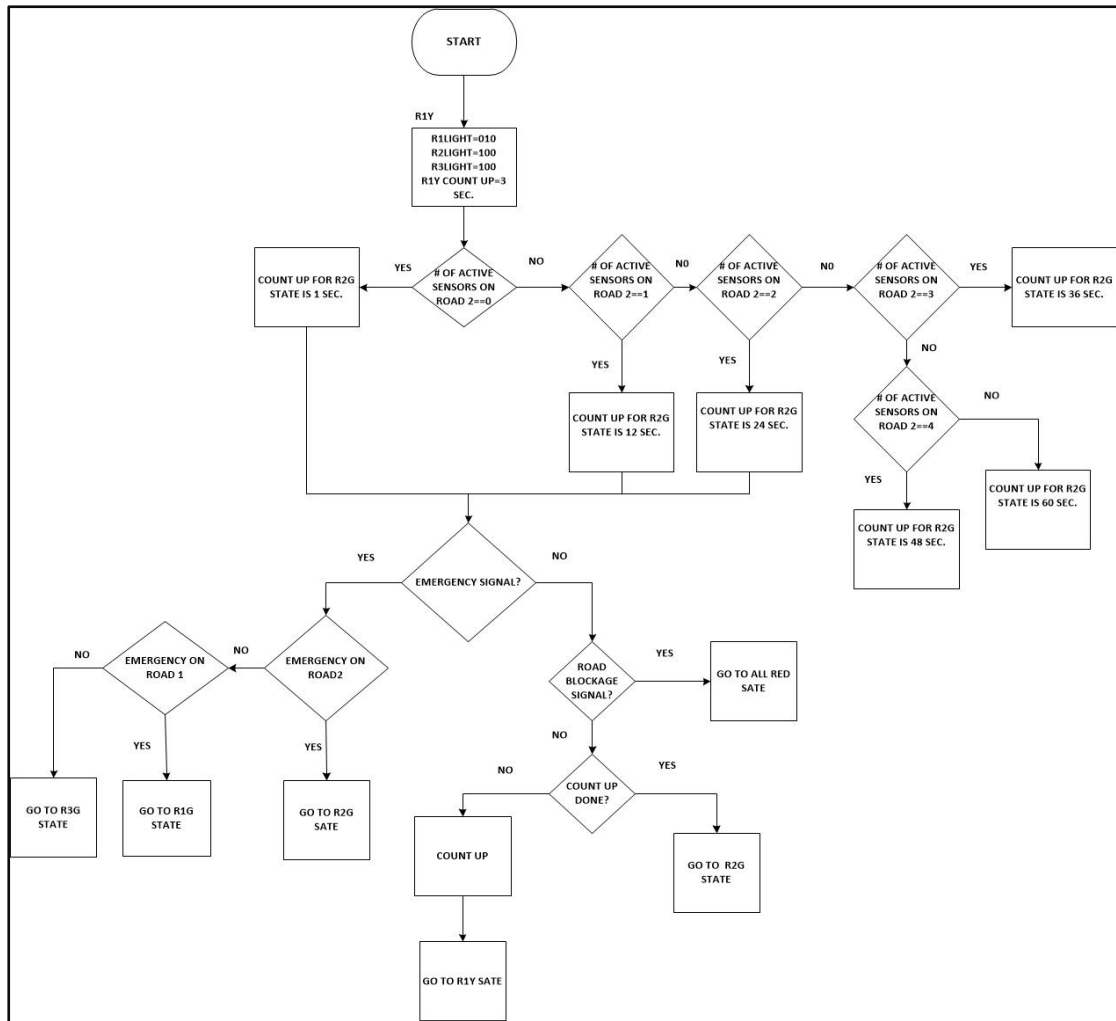 START
R1Y
R1LIGHT=010
R2LIGHT=100
R3LIGHT=100
R1Y COUNT UP=3
SEC.
YES
# OF ACTIVE
SENSORS ON
ROAD 2==0
NO
# OF ACTIVE
SENSORS ON
ROAD 2==1
N0
# OF ACTIVE
SENSORS ON
ROAD 2==2
N0
# OF ACTIVE
SENSORS ON
ROAD 2==3
YES
COUNT UP FOR R2G
STATE IS 36 SEC.
COUNT UP FOR R2G
STATE IS 1 SEC.
YES
COUNT UP FOR R2G
STATE IS 12 SEC.
YES
COUNT UP FOR R2G
STATE IS 24 SEC.
NO
# OF ACTIVE
SENSORS ON
ROAD 2==4
NO
COUNT UP FOR R2G
STATE IS 60 SEC.
YES
COUNT UP FOR R2G
STATE IS 48 SEC.
YES
EMERGENCY SIGNAL?
NO
NO
EMERGENCY ON
ROAD 1
NO
EMERGENCY ON
ROAD2
ROAD
BLOCKAGE
SIGNAL?
YES
GO TO ALL RED
SATE
YES
YES
NO
GO TO R3G
STATE
GO TO R1G
STATE
GO TO R2G
SATE
NO
COUNT UP
DONE?
YES
COUNT UP
GO TO R2G
STATE
GO TO R1Y SATE